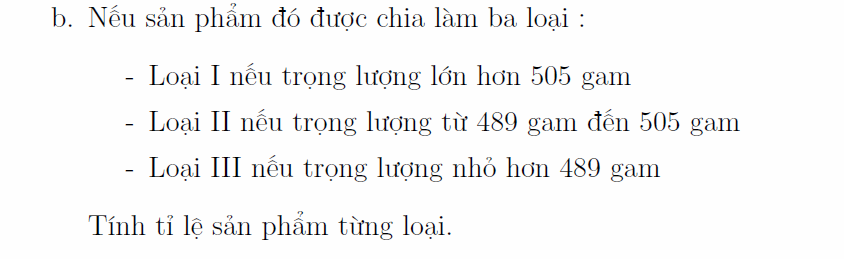 b. Nếu sản phẩm đó được chia làm ba loại :
- Loại I nếu trọng lượng lớn hơn 505 gam
- Loại II nếu trọng lượng từ 489 gam đến 505 gam
- Loại III nếu trọng lượng nhỏ hơn 489 gam
Tính tỉ lệ sản phẩm từng loại.